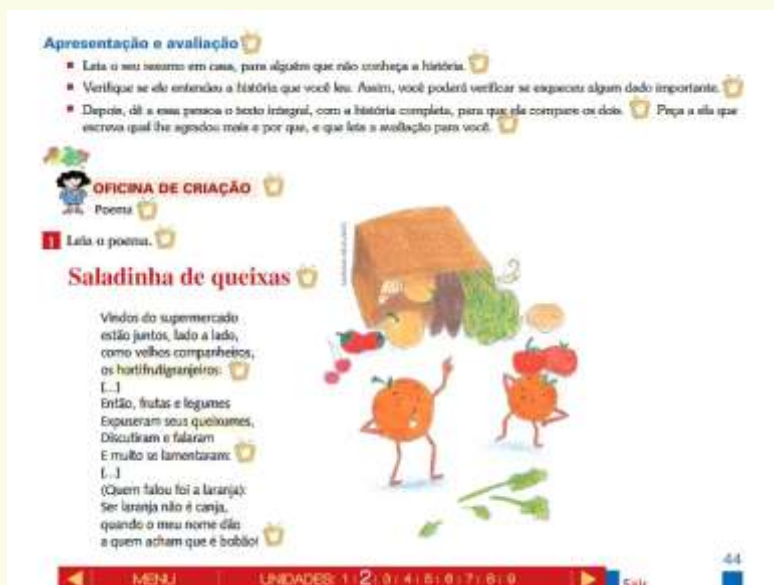 Apresentação e avaliação
Leia o seu resumo em casa, para alguém que não conheça a história.
Verifique se ele entendeu a história que você leu. Assim, você poderá verificar se esqueceu algum dado importante.
Depois, dê a essa pessoa o texto integral, com a história completa, para que ela compare os dois. Peça a ela que
escreva qual lhe agradou mais e por que, e que leia a avaliação para você.
OFICINA DE CRIAÇÃO
Poema
1 Leia o poema.
Saladinha de queixas
Vindos do supermercado
estão juntos, lado a lado,
como velhos companheiros,
os hortifrutigranjeiros:
[...]
Então, frutas e legumes
Expuseram seus queixumes,
Discutiram e falaram
E muito se lamentaram:
[...]
(Quem falou foi a laranja):
Ser laranja não é canja,
quando o meu nome dão
a quem acham que é bobão!
44
MENU UNIDADES: 1 | 2 | 3 | 4 | 5 | 6 | 7 | 8 | 9
Sair